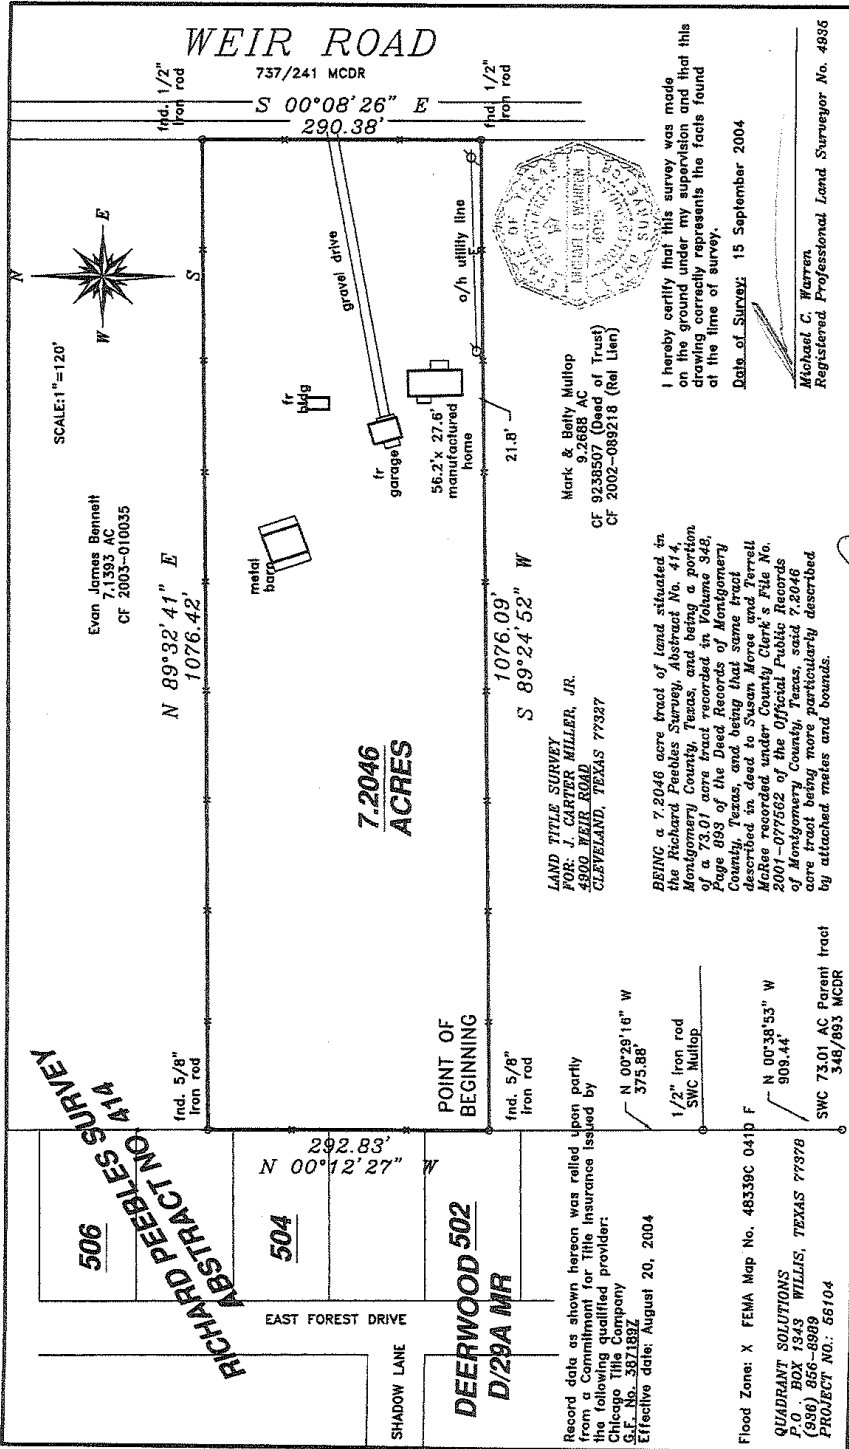 WEIR ROAD
737/241 MCDR
S 00°08'26" E
290.38'
fnd. 1/2"
Iron rod
fnd. 1/2"
Iron rod
N
E
S
W
SCALE:1"=120'
Evan James Bennett
7.1393 AC
CF 2003-010035
N 89°32'41" E
1076.42'
gravel drive
o/h utility line
E
fr
bldg
fr
garage
metal
barn
56.2'x 27.6'
manufactured
home
21.8'
7.2046
ACRES
1076.09'
S 89°24'52" W
Mark & Betty Multop
9.2688 AC
CF 9238507 (Deed of Trust)
CF 2002-089218 (Rel Lien)
STATE OF TEXAS
REGISTERED
MICHAEL C. WARREN
4935
I hereby certify that this survey was made
on the ground under my supervision and that this
drawing correctly represents the facts found
at the time of survey.
Date of Survey: 15 September 2004
Michael C. Warren
Registered Professional Land Surveyor No. 4935
LAND TITLE SURVEY
FOR: J. CARTER MILLER, JR.
4900 WEIR ROAD
CLEVELAND, TEXAS 77327
BEING a 7.2046 acre tract of land situated in
the Richard Peebles Survey, Abstract No. 414,
Montgomery County, Texas, and being a portion
of a 73.01 acre tract recorded in Volume 348,
Page 893 of the Deed Records of Montgomery
County, Texas, and being that same tract
described in deed to Susan Moree and Terrell
McRee recorded under County Clerk's File No.
2001-077562 of the Official Public Records
of Montgomery County, Texas, said 7.2046
acre tract being more particularly described
by attached metes and bounds.
fnd. 5/8"
Iron rod
POINT OF
BEGINNING
fnd. 5/8"
Iron rod
292.83'
N 00°12'27" W
RICHARD PEEBLES SURVEY
ABSTRACT NO. 414
506
504
DEERWOOD 502
D/29A MR
EAST FOREST DRIVE
SHADOW LANE
N 00°29'16" W
375.88'
1/2" iron rod
SWC Multop
N 00°38'53" W
909.44'
SWC 73.01 AC Parent tract
348/893 MCDR
Record data as shown hereon was relied upon partly
from a Commitment for Title Insurance issued by
the following qualified provider:
Chicago Title Company
G.F. No. 387189Z
Effective date: August 20, 2004
Flood Zone: X FEMA Map No. 48339C 0410 F
QUADRANT SOLUTIONS
P.O. BOX 1343 WILLIS, TEXAS 77378
(936) 856-8989
PROJECT NO.: 56104